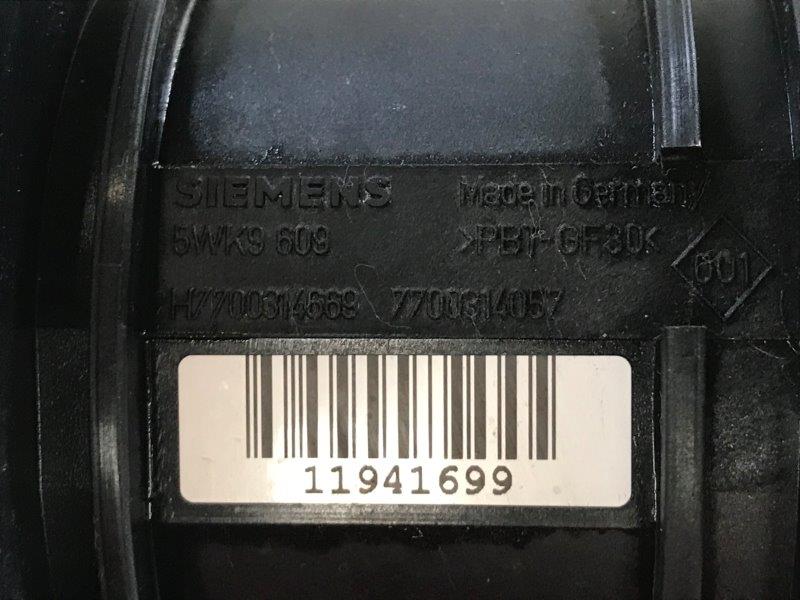 SIEMENS Made in Germany
5WK9 609 >PBT-GF30<
601
H7700314669 7700314057
11941699